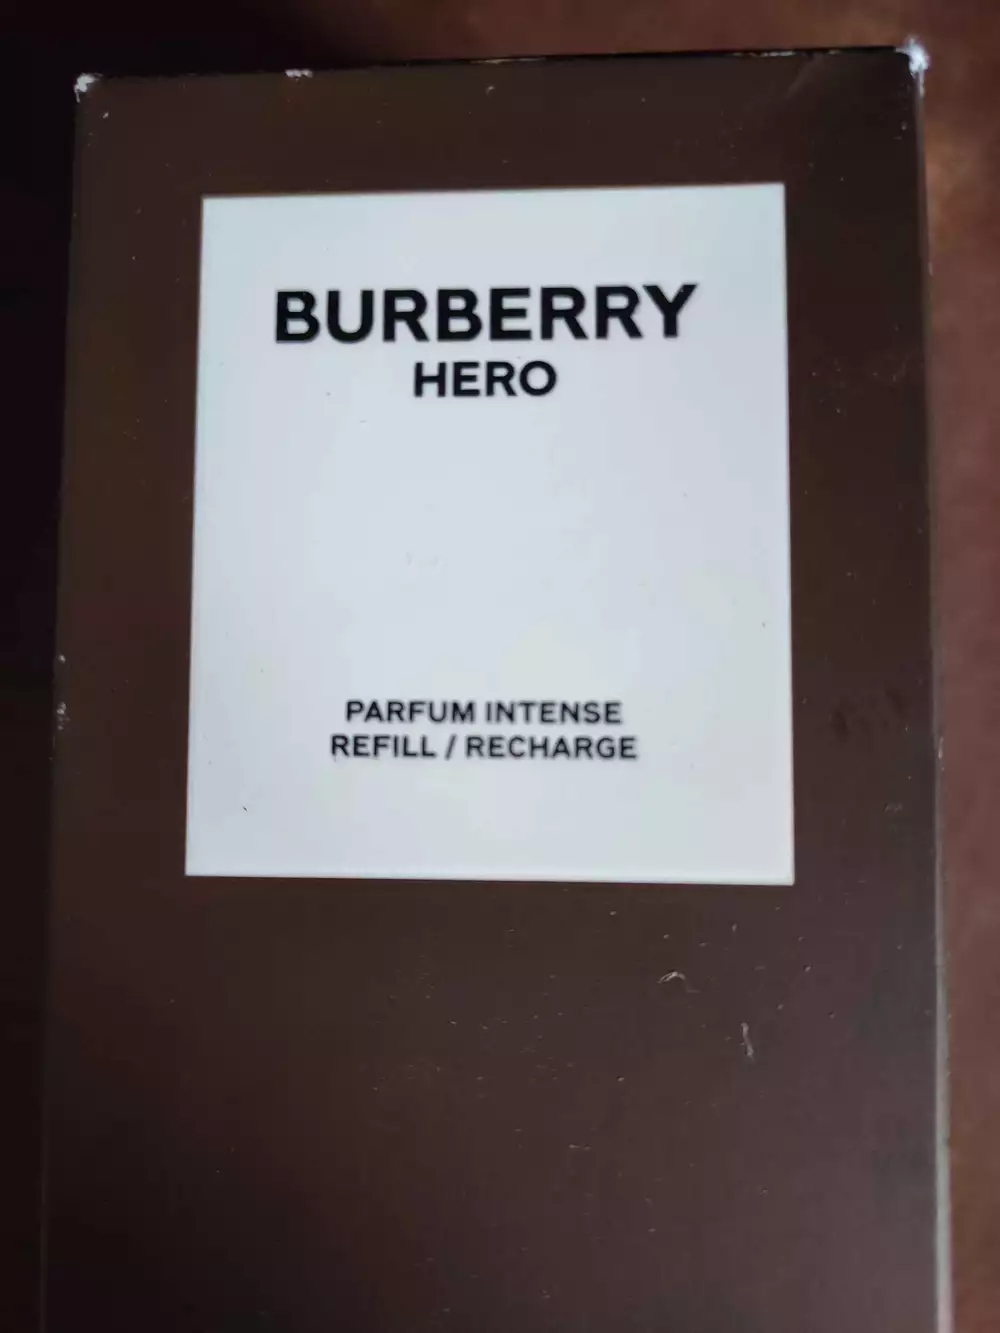 BURBERRY
HERO
PARFUM INTENSE
REFILL / RECHARGE